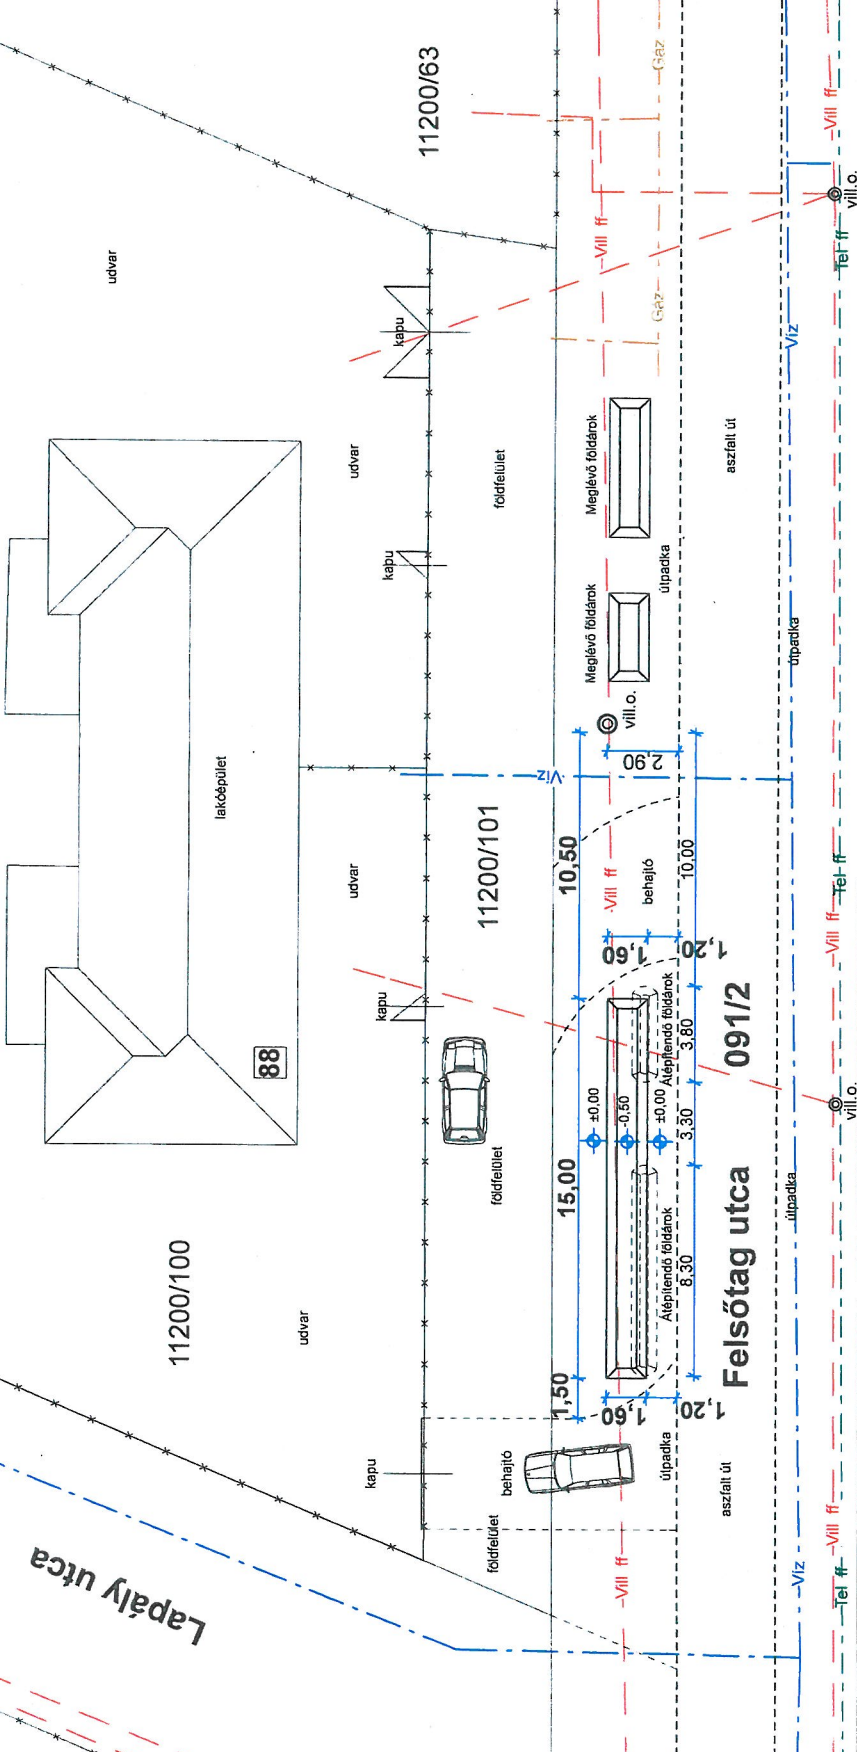 11200/63
Gáz
Vill ff
vill.o.
udvar
Vill ff
Tel ff
kapu
Gáz
Víz
udvar
földfelület
Meglévő földárok
aszfalt út
kapu
útpadka
Meglévő földárok
útpadka
vill.o.
lakóépület
Víz
2,90
udvar
11200/101
10,50
Vill ff
behajtó
10,00
Vill ff
Tel ff
1,60
1,20
kapu
88
091/2
Átépítendő földárok
3,80
±0,00
-0,50
±0,00
3,30
vill.o.
földfelület
15,00
Felsőtag utca
útpadka
11200/100
udvar
Átépítendő földárok
8,30
1,50
1,60
1,20
kapu
behajtó
útpadka
aszfalt út
földfelület
Vill ff
Víz
Vill ff
Tel ff
Lapály utca